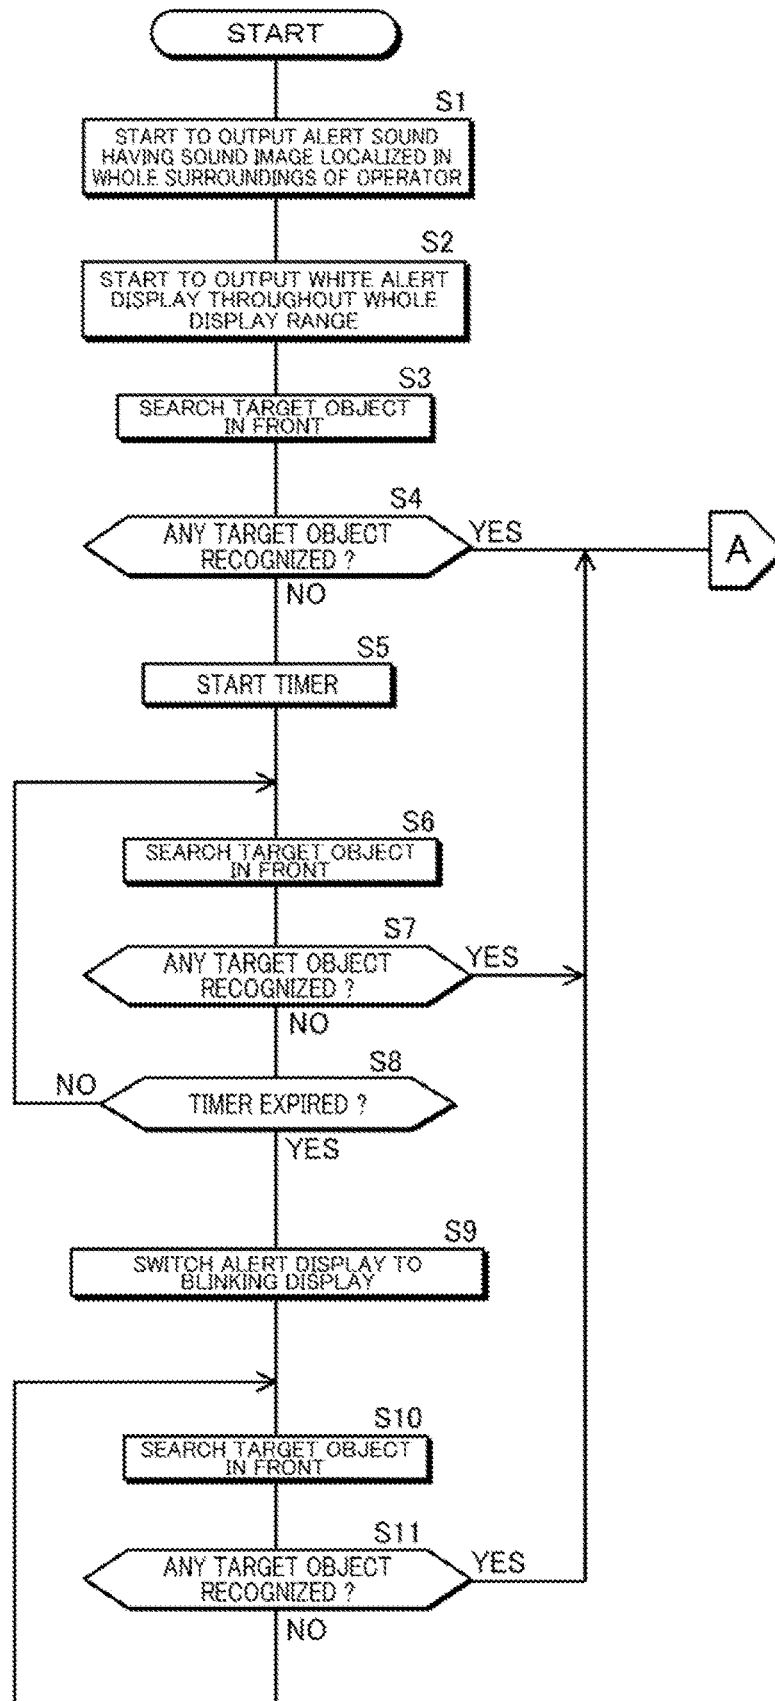 START
S1
START TO OUTPUT ALERT SOUND
HAVING SOUND IMAGE LOCALIZED IN
WHOLE SURROUNDINGS OF OPERATOR
S2
START TO OUTPUT WHITE ALERT
DISPLAY THROUGHOUT WHOLE
DISPLAY RANGE
S3
SEARCH TARGET OBJECT
IN FRONT
S4
ANY TARGET OBJECT
RECOGNIZED ?
YES
A
NO
S5
START TIMER
S6
SEARCH TARGET OBJECT
IN FRONT
S7
ANY TARGET OBJECT
RECOGNIZED ?
YES
NO
S8
NO
TIMER EXPIRED ?
YES
S9
SWITCH ALERT DISPLAY TO
BLINKING DISPLAY
S10
SEARCH TARGET OBJECT
IN FRONT
S11
ANY TARGET OBJECT
RECOGNIZED ?
YES
NO